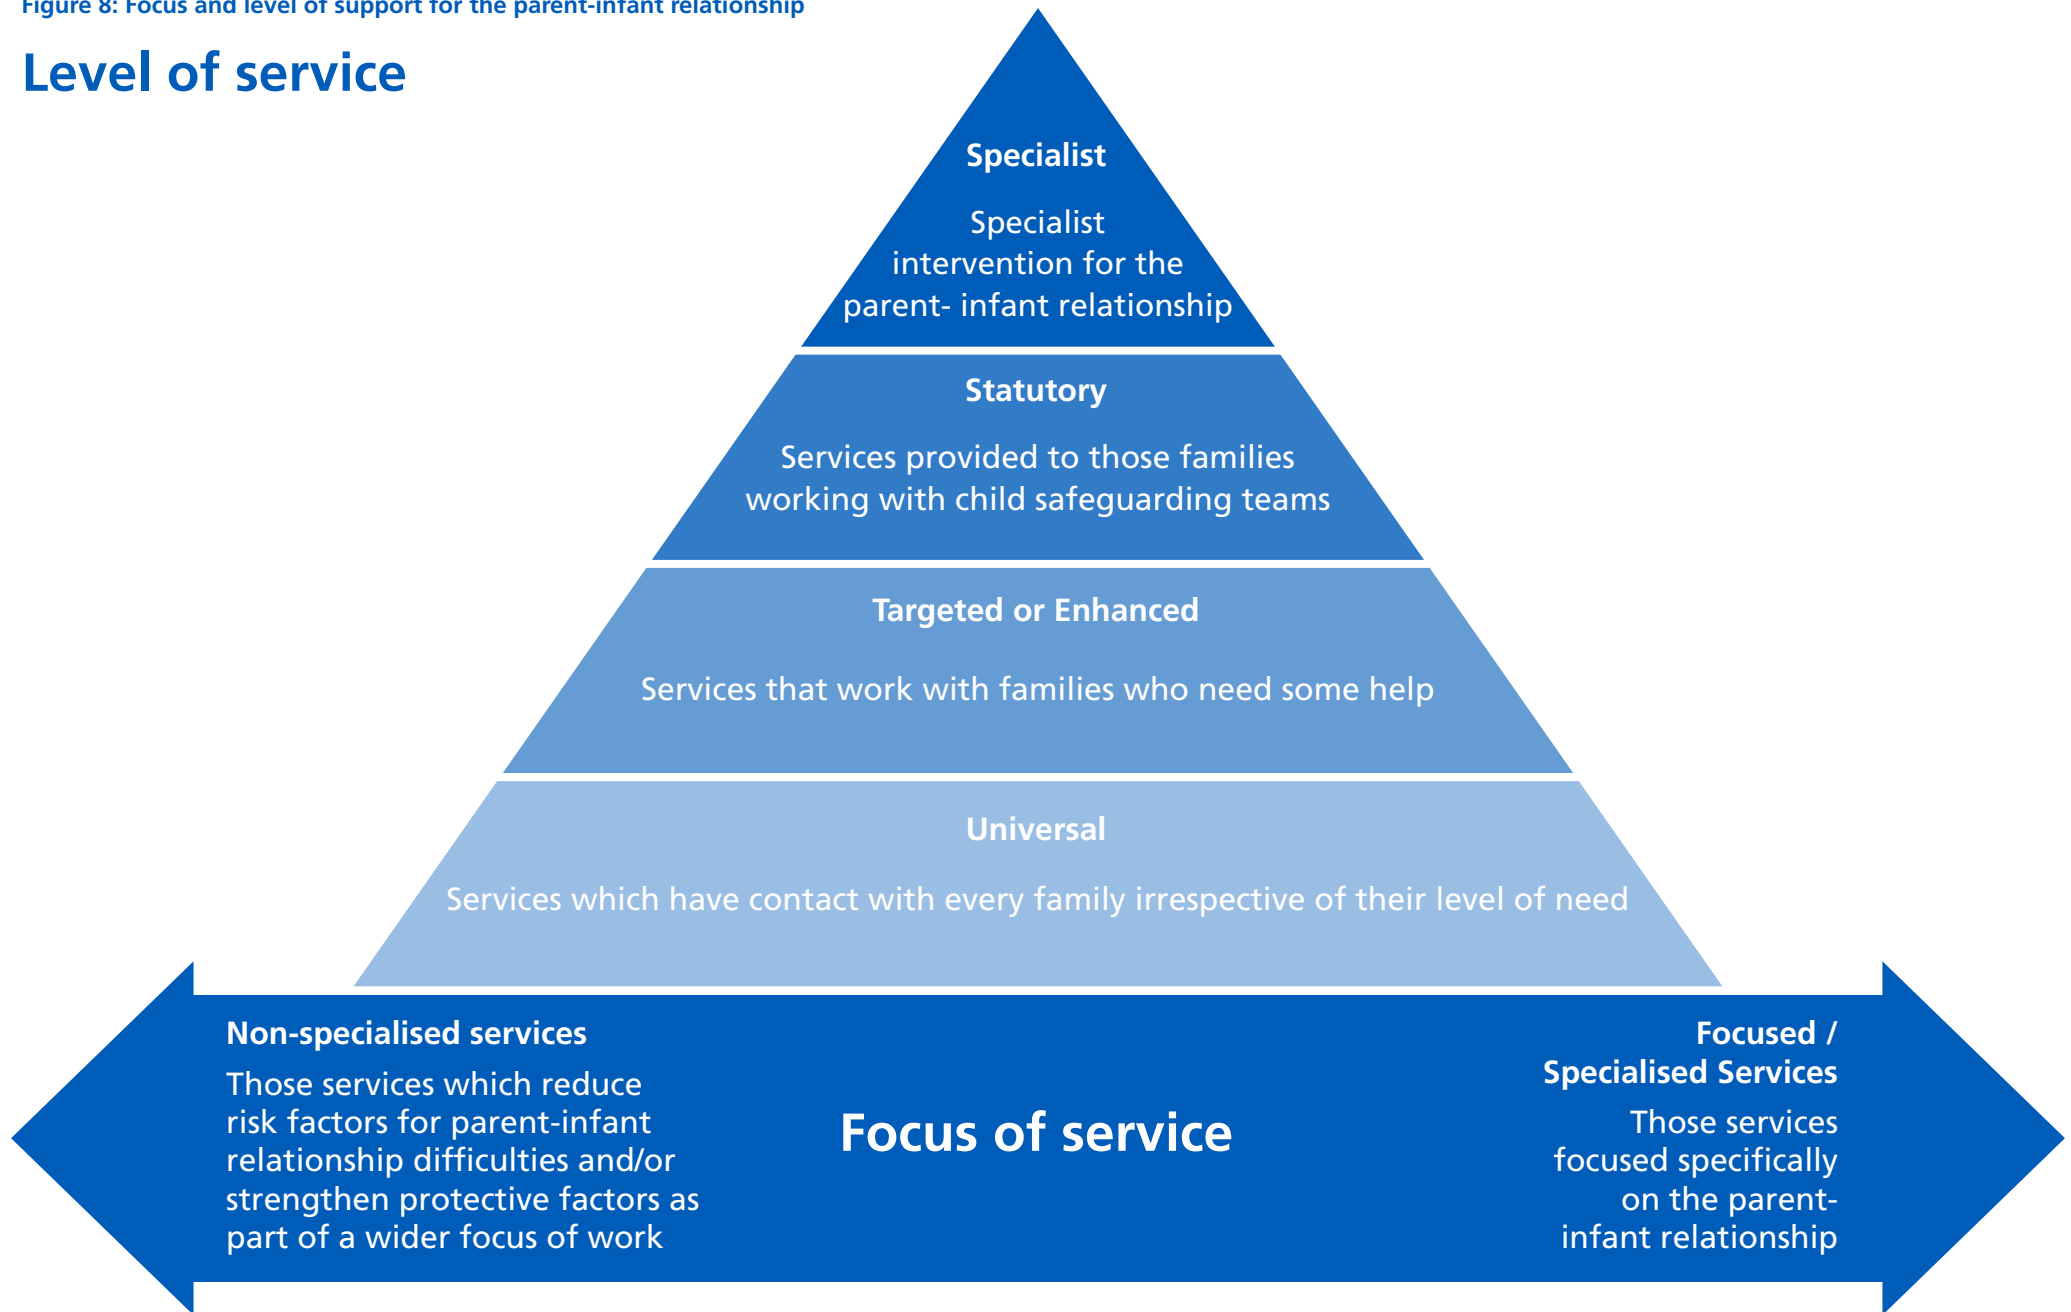 Figure 8: Focus and level of support for the parent-infant relationship
Level of service
Specialist
Specialist
intervention for the
parent- infant relationship
Statutory
Services provided to those families
working with child safeguarding teams
Targeted or Enhanced
Services that work with families who need some help
Universal
Services which have contact with every family irrespective of their level of need
Non-specialised services
Those services which reduce
risk factors for parent-infant
relationship difficulties and/or
strengthen protective factors as
part of a wider focus of work
Focus of service
Focused /
Specialised Services
Those services
focused specifically
on the parent-
infant relationship